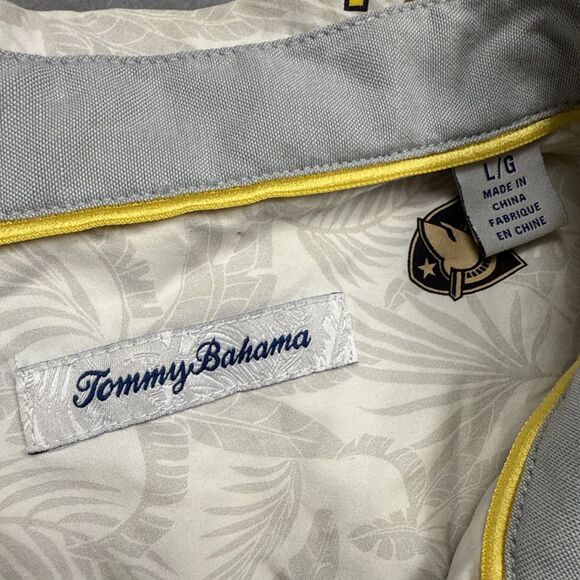 L/G
MADE IN
CHINA
FABRIQUE
EN CHINE
Tommy Bahama